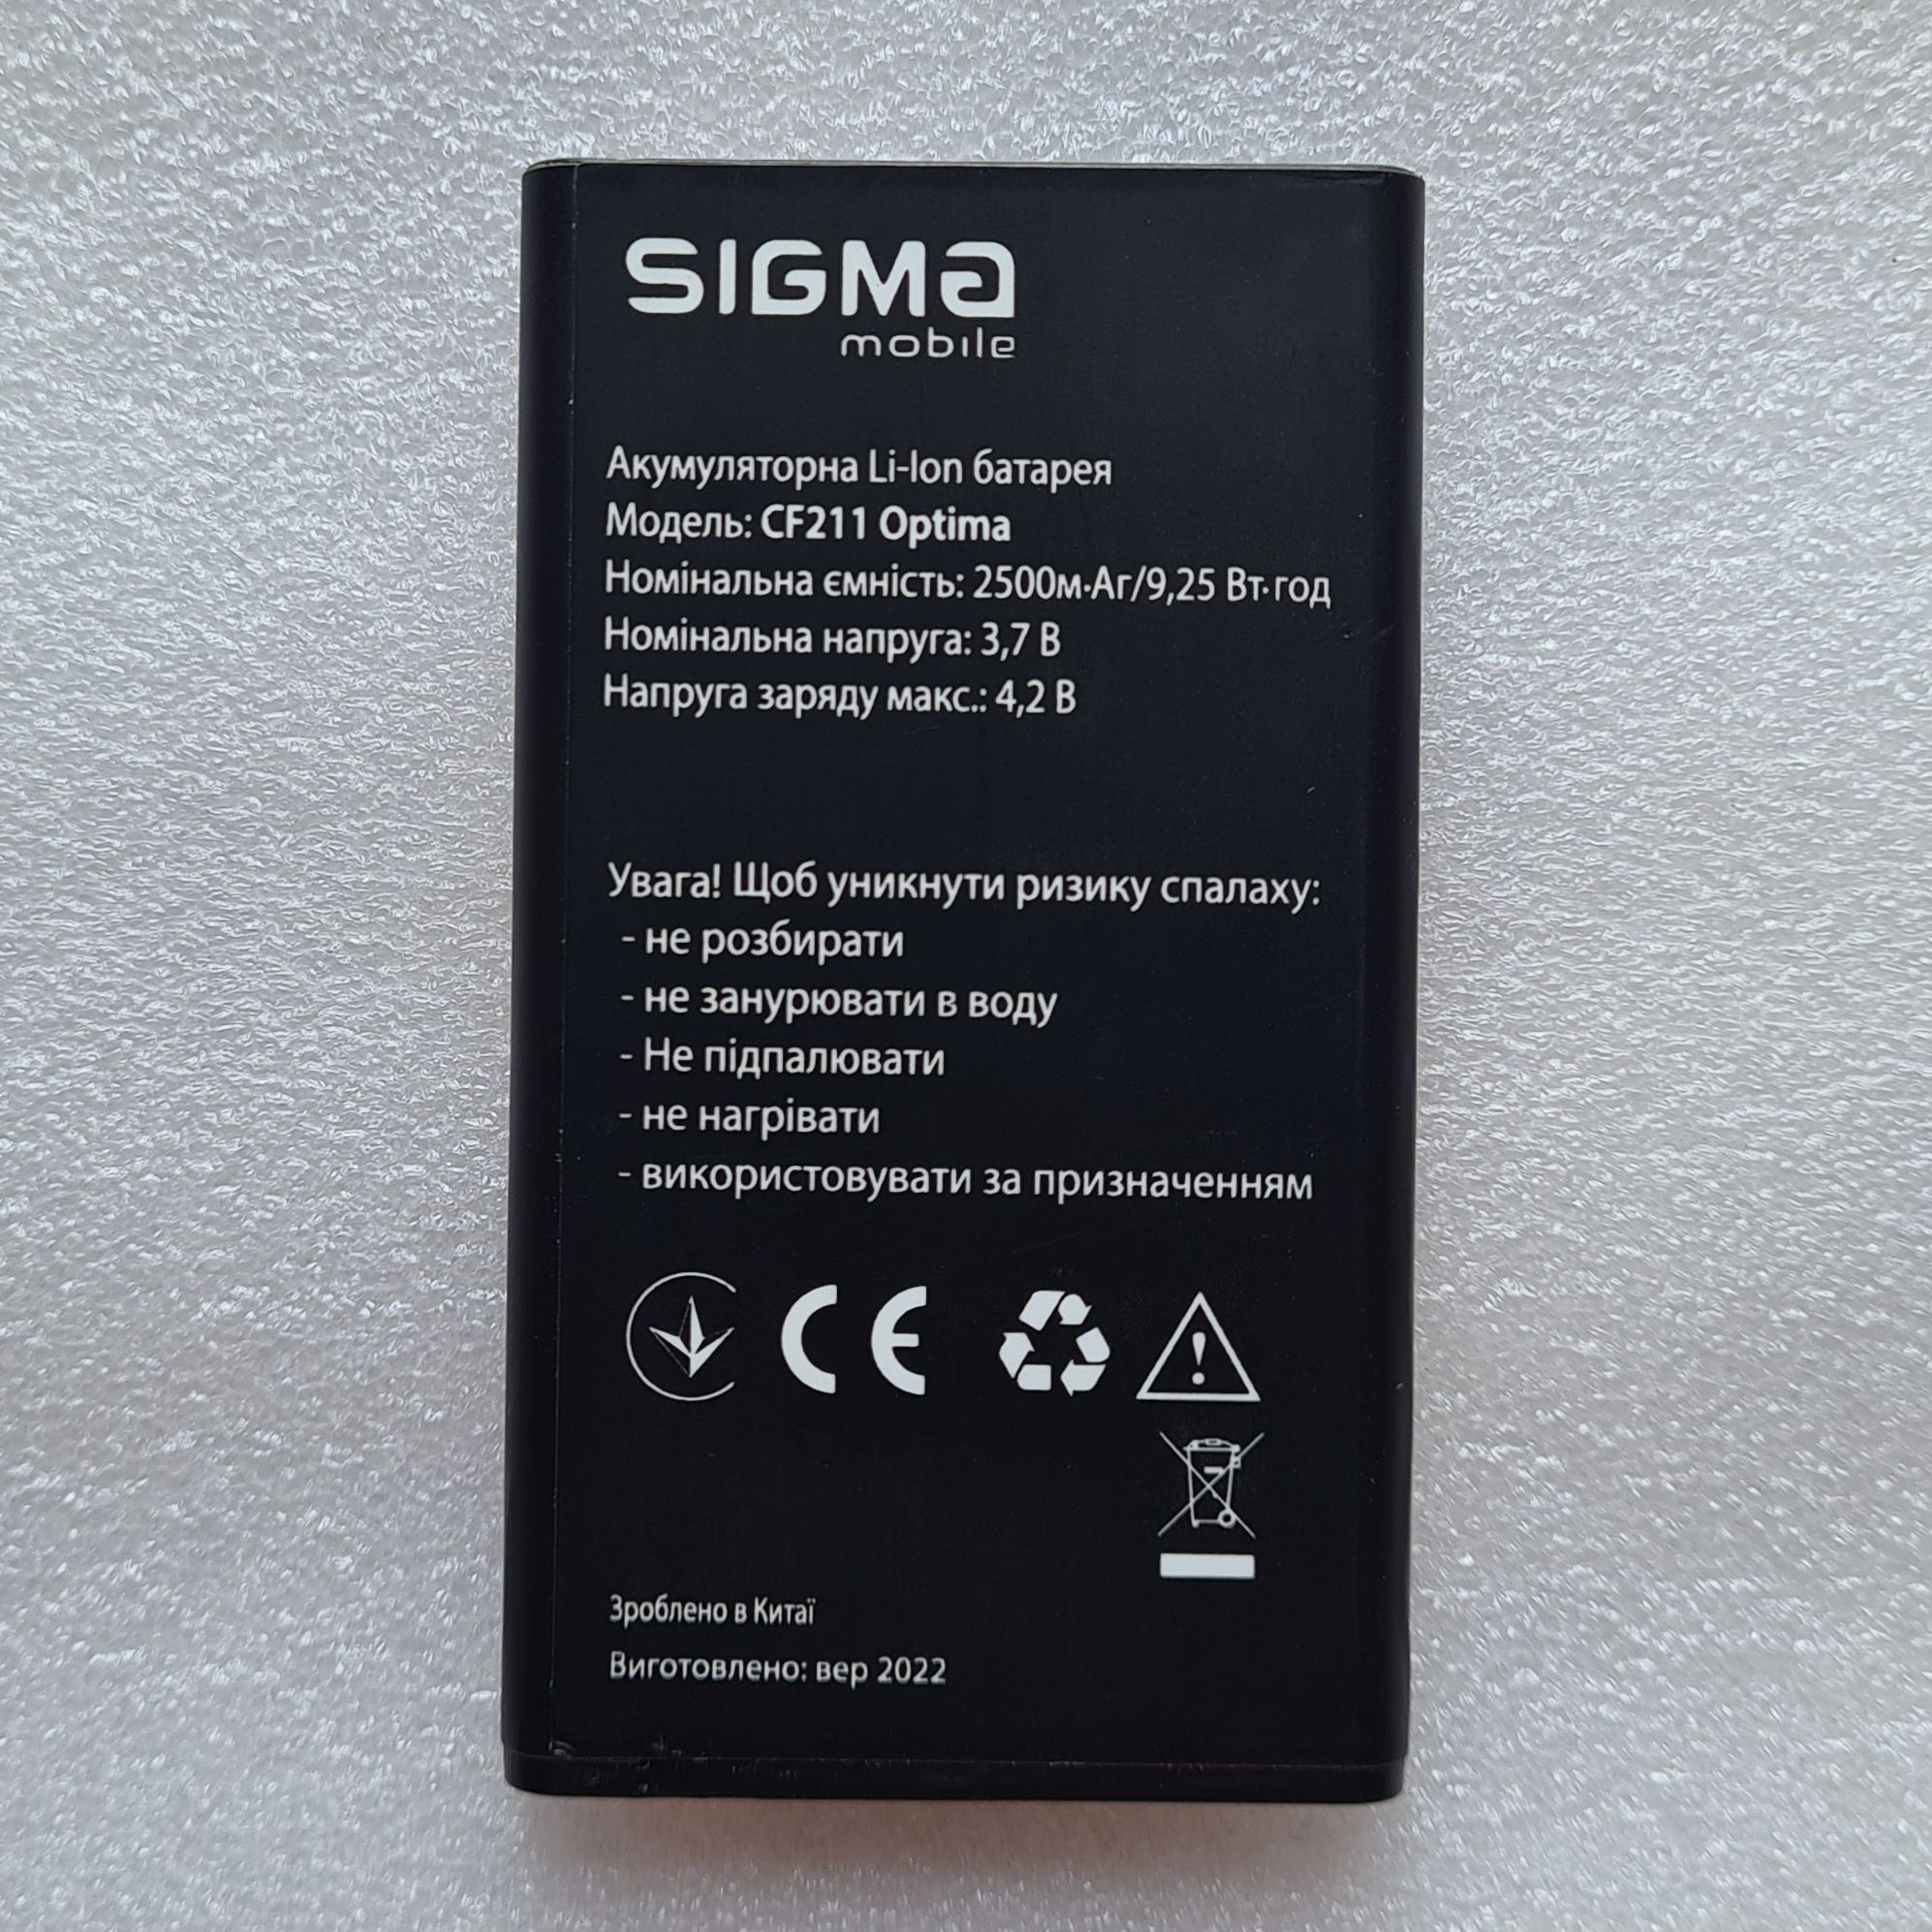 SIGMA
mobile
Акумуляторна Li-Ion батарея
Модель: CF211 Optima
Номінальна ємність: 2500м·Аг/9,25 Вт·год
Номінальна напруга: 3,7 В
Напруга заряду макс.: 4,2 В
Увага! Щоб уникнути ризику спалаху:
- не розбирати
- не занурювати в воду
- Не підпалювати
- не нагрівати
- використовувати за призначенням
CE
Зроблено в Китаї
Виготовлено: вер 2022